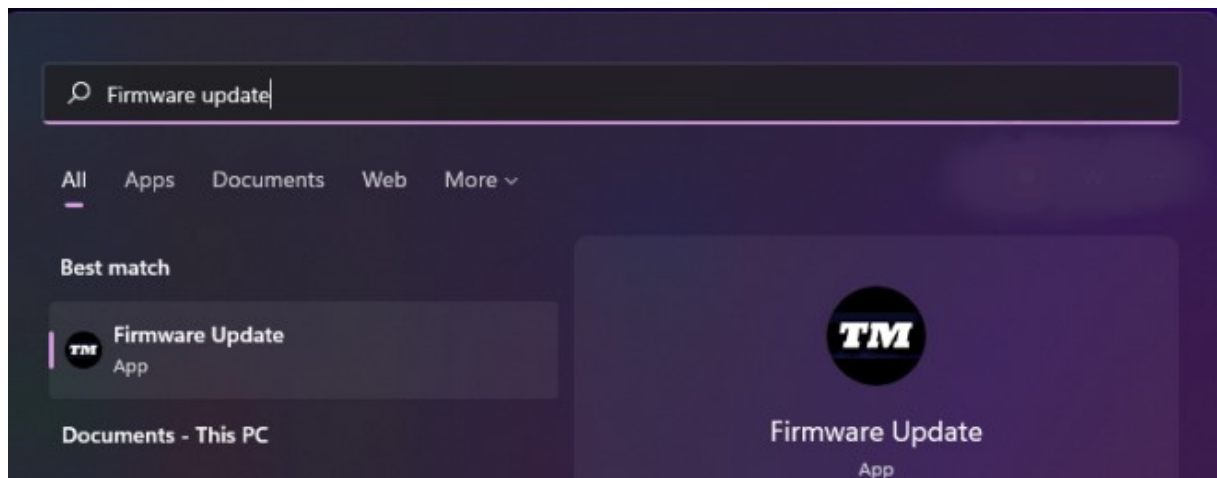 Firmware update
All Apps Documents Web More
Best match
TM
Firmware Update
App
Documents - This PC
TM
Firmware Update
App